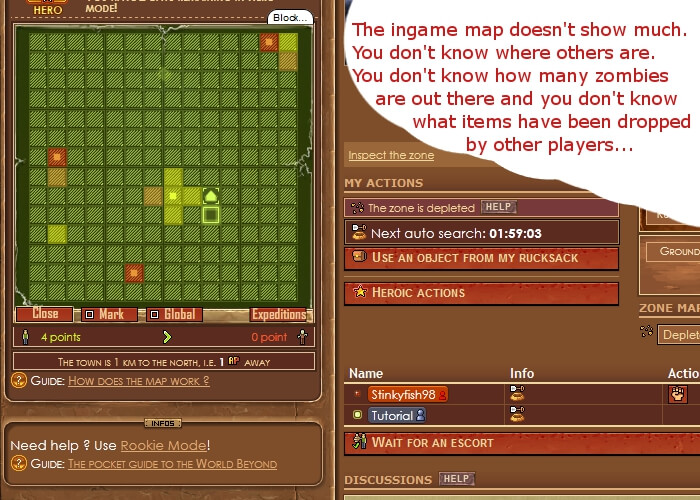 HERO
MODE!
Block...
Close
Mark
Global
Expeditions
4 points
0 point
The town is 1 km to the north, i.e. 1 AP away
Guide: How does the map work ?
INFOS
Need help ? Use Rookie Mode!
Guide: The pocket guide to the World Beyond
The ingame map doesn't show much.
You don't know where others are.
You don't know how many zombies
are out there and you don't know
what items have been dropped
by other players...
Inspect the zone
My actions
The zone is depleted HELP
Next auto search: 01:59:03
Use an object from my rucksack
Heroic actions
Ground
Zone map
Deplet
Name Info Actio
Stinkyfish98
Tutorial
Wait for an escort
Discussions HELP